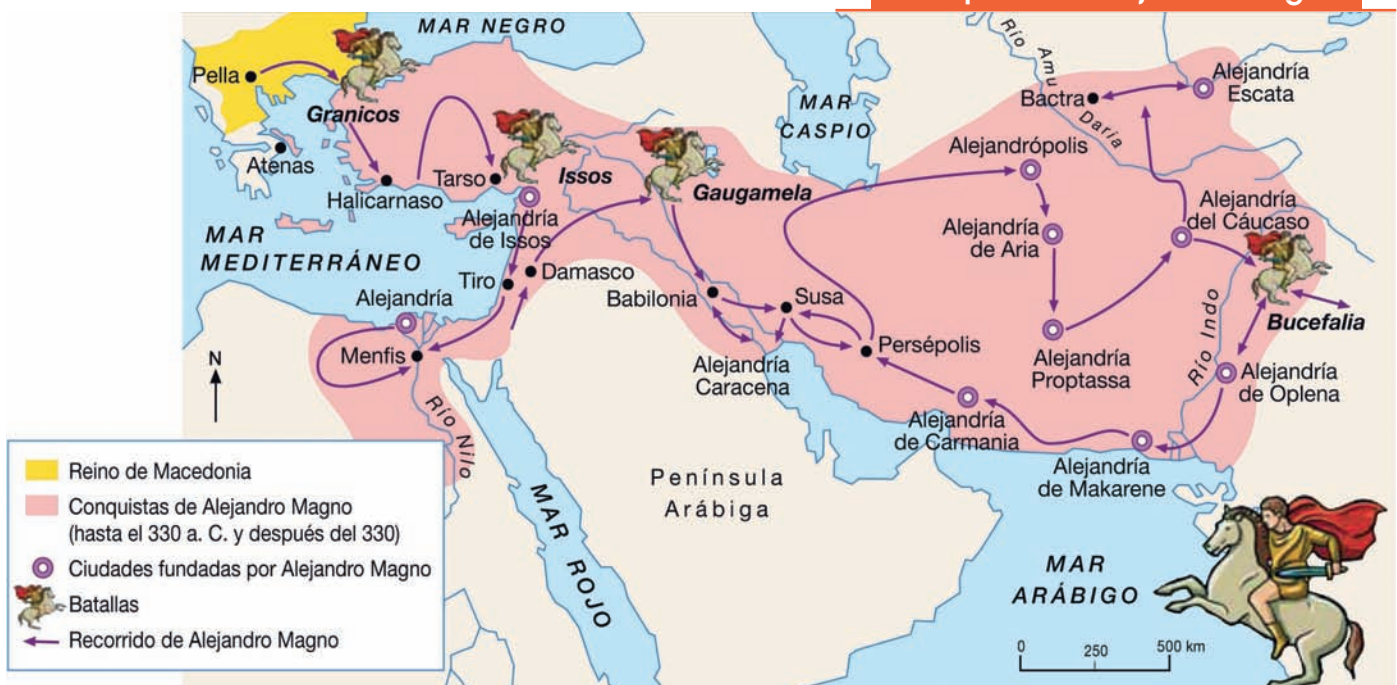 MAR NEGRO
Pella
Granicos
Atenas
Halicarnaso
Tarso
Issos
Alejandría
de Issos
Gaugamela
MAR
CASPIO
Río Amu
Daría
Bactra
Alejandría
Escata
Alejandrópolis
Alejandría
de Aria
Alejandría
del Cáucaso
MAR
MEDITERRÁNEO
Tiro
Damasco
Alejandría
Menfis
Babilonia
Susa
Alejandría
Caracena
Persépolis
Alejandría
Proptassa
Río Indo
Bucefalia
Alejandría
de Oplena
Alejandría
de Carmania
Alejandría
de Makarene
N
Río Nilo
MAR ROJO
Península
Arábiga
MAR
ARÁBIGO
0 250 500 km
Reino de Macedonia
Conquistas de Alejandro Magno
(hasta el 330 a. C. y después del 330)
Ciudades fundadas por Alejandro Magno
Batallas
Recorrido de Alejandro Magno